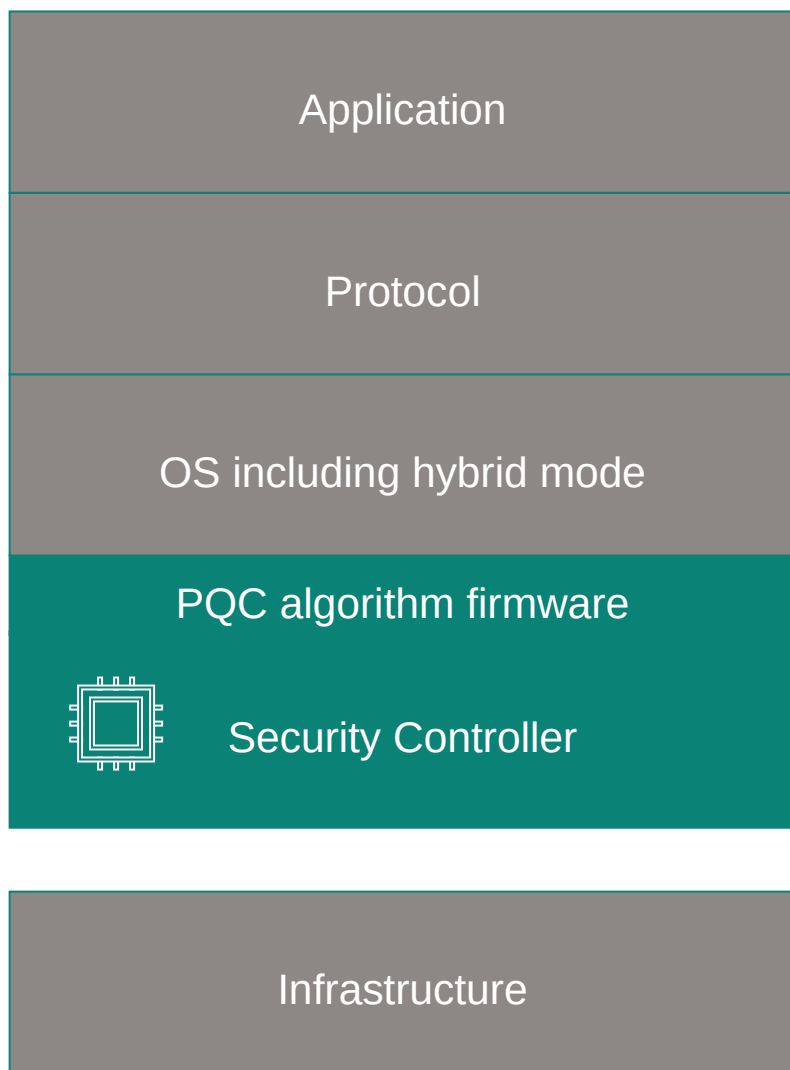 Application
Protocol
OS including hybrid mode
PQC algorithm firmware
Security Controller
Infrastructure